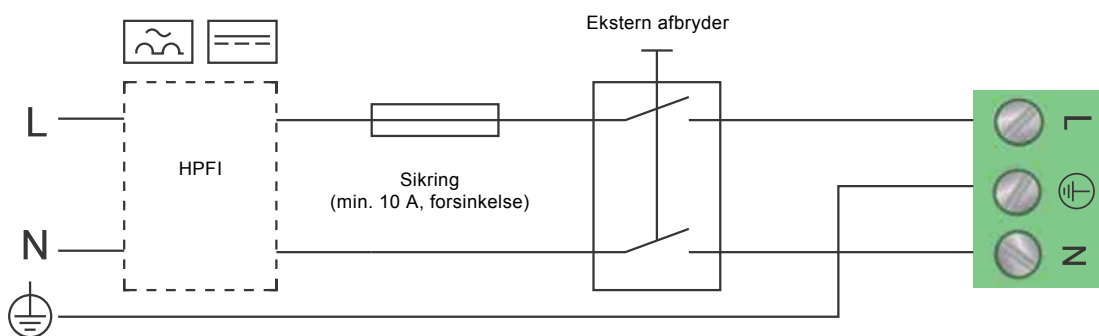 Ekstern afbryder
L
HPFI
Sikring
(min. 10 A, forsinkelse)
N
L
N